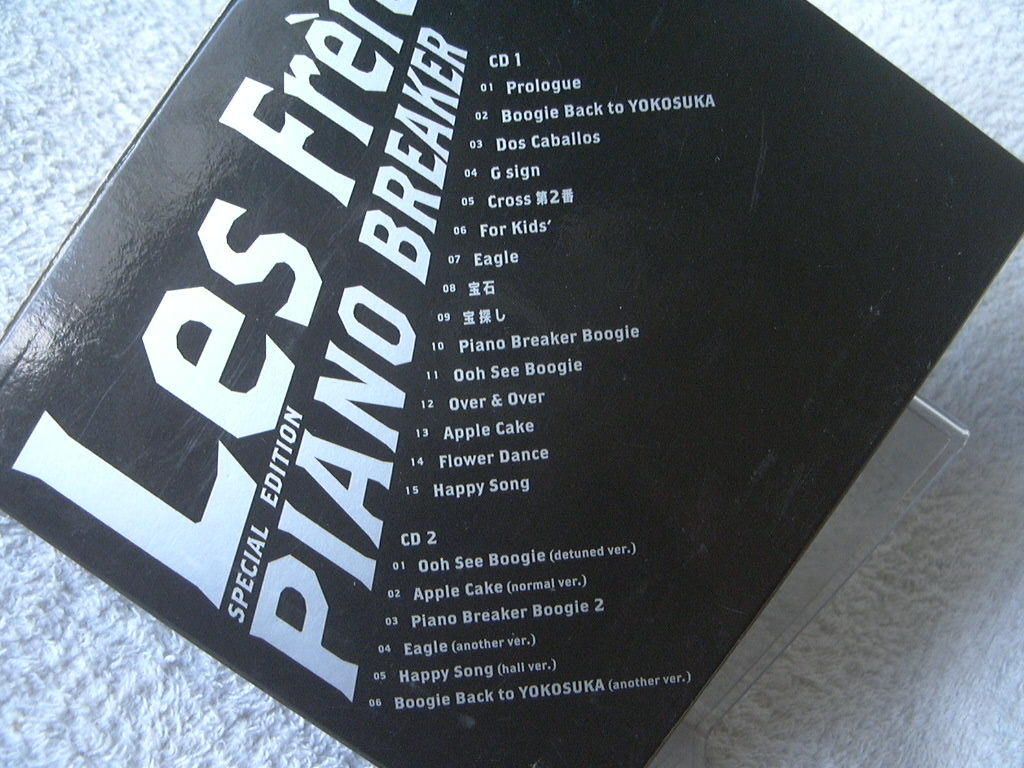 Les Frèr
SPECIAL EDITION
PIANO BREAKER
CD 1
01 Prologue
02 Boogie Back to YOKOSUKA
03 Dos Caballos
04 G sign
05 Cross 第2番
06 For Kids'
07 Eagle
08 宝石
09 宝探し
10 Piano Breaker Boogie
11 Ooh See Boogie
12 Over & Over
13 Apple Cake
14 Flower Dance
15 Happy Song
CD 2
01 Ooh See Boogie (detuned ver.)
02 Apple Cake (normal ver.)
03 Piano Breaker Boogie 2
04 Eagle (another ver.)
05 Happy Song (hall ver.)
06 Boogie Back to YOKOSUKA (another ver.)